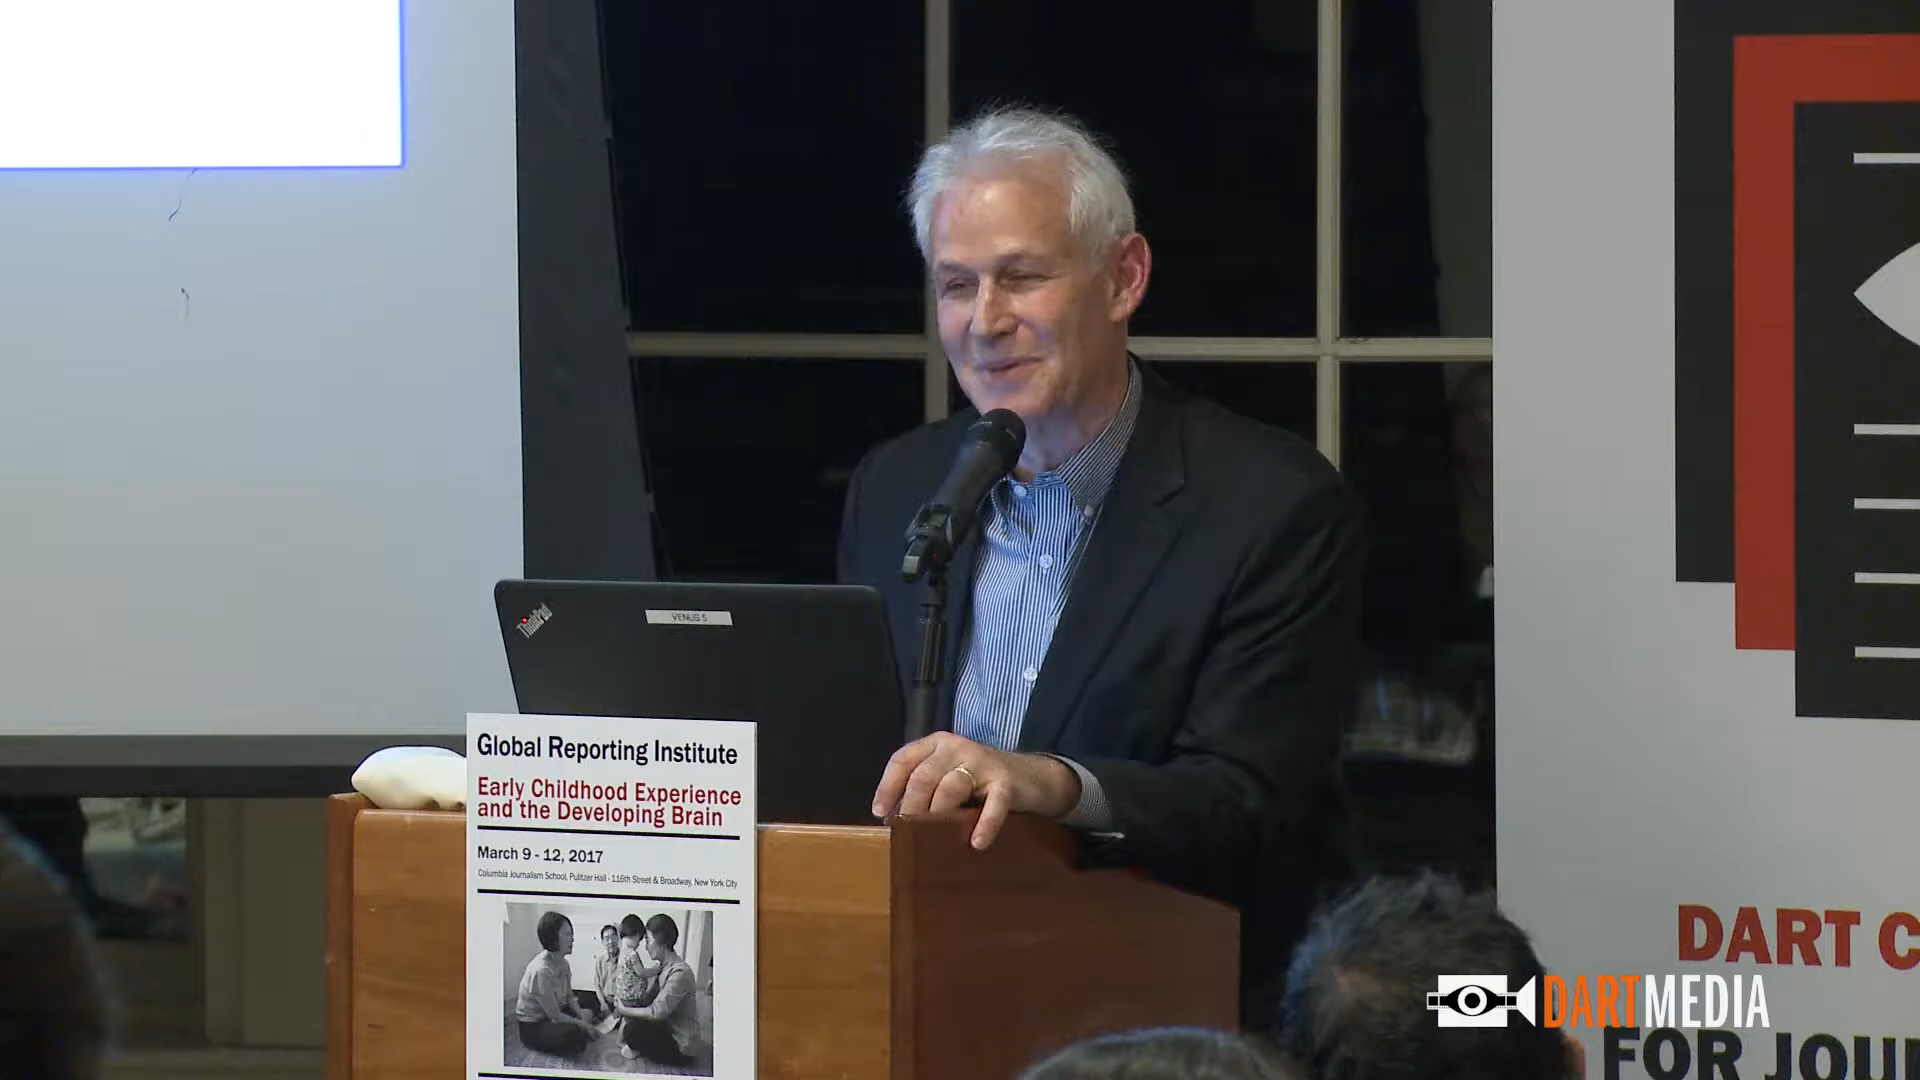 ThinkPad
VENUS 5
Global Reporting Institute
Early Childhood Experience
and the Developing Brain
March 9 - 12, 2017
Columbia Journalism School, Pulitzer Hall - 116th Street & Broadway, New York City
DART C
DARTMEDIA
FOR JOU